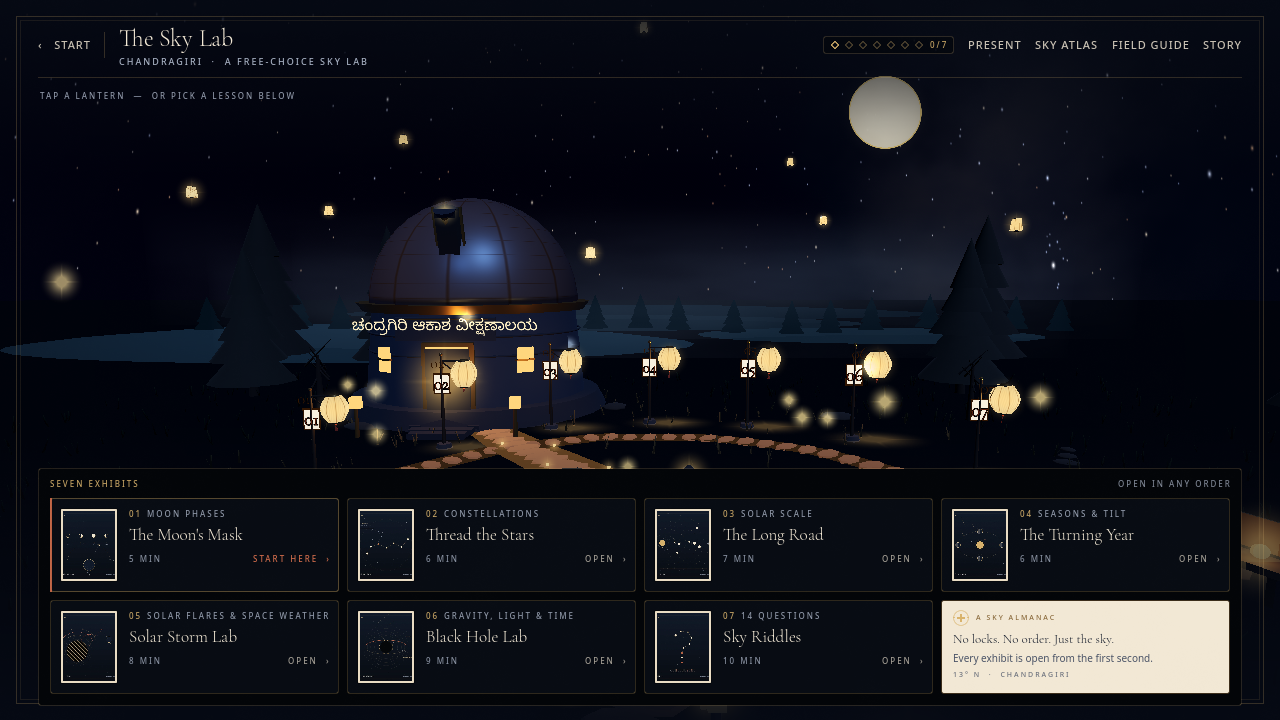 ‹ START
The Sky Lab
CHANDRAGIRI · A FREE-CHOICE SKY LAB
0/7
PRESENT
SKY ATLAS
FIELD GUIDE
STORY
TAP A LANTERN — OR PICK A LESSON BELOW
ಚಂದ್ರಗಿರಿ ಆಕಾಶ ವೀಕ್ಷಣಾಲಯ
01
02
03
04
05
06
07
SEVEN EXHIBITS
OPEN IN ANY ORDER
01 MOON PHASES
The Moon's Mask
5 MIN
START HERE ›
02 CONSTELLATIONS
Thread the Stars
6 MIN
OPEN ›
03 SOLAR SCALE
The Long Road
7 MIN
OPEN ›
04 SEASONS & TILT
The Turning Year
6 MIN
OPEN ›
05 SOLAR FLARES & SPACE WEATHER
Solar Storm Lab
8 MIN
OPEN ›
06 GRAVITY, LIGHT & TIME
Black Hole Lab
9 MIN
OPEN ›
07 14 QUESTIONS
Sky Riddles
10 MIN
OPEN ›
A SKY ALMANAC
No locks. No order. Just the sky.
Every exhibit is open from the first second.
13° N · CHANDRAGIRI